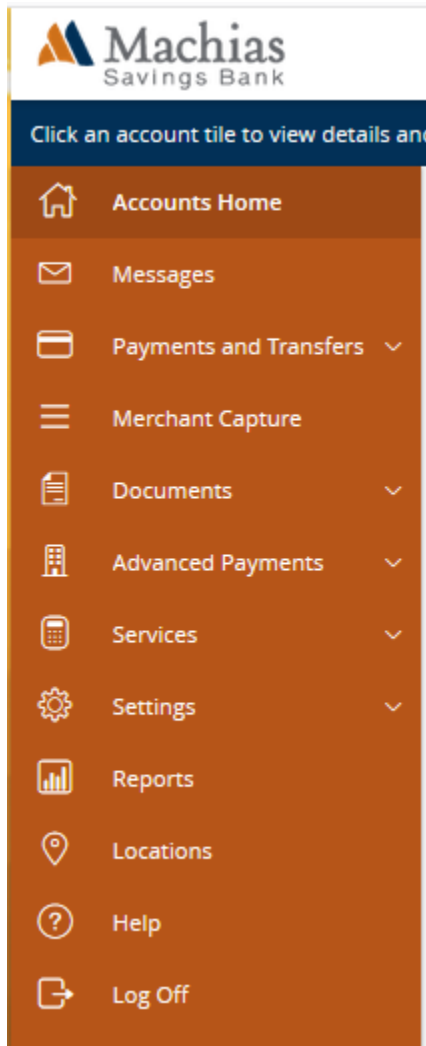 Machias
Savings Bank
Click an account tile to view details and
Accounts Home
Messages
Payments and Transfers
Merchant Capture
Documents
Advanced Payments
Services
Settings
Reports
Locations
Help
Log Off